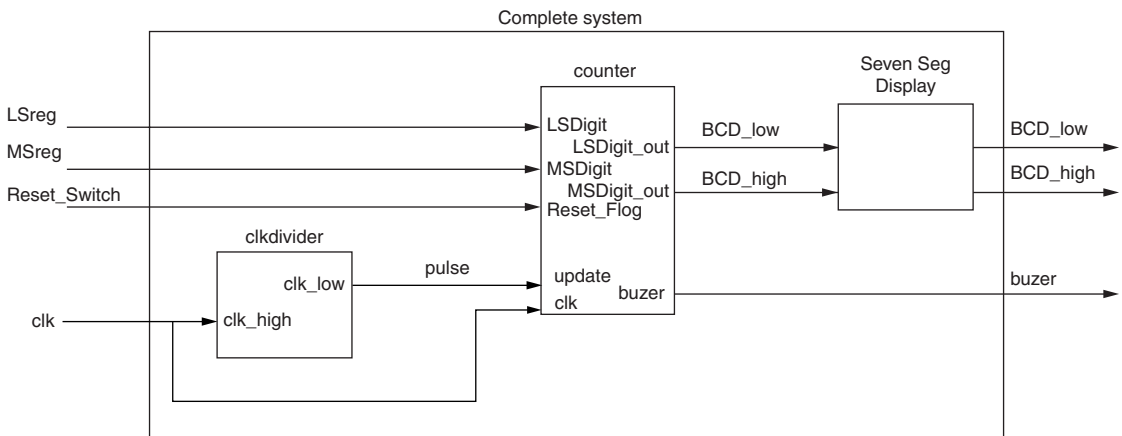 Complete system
counter
Seven Seg
Display
LSreg
MSreg
Reset_Switch
clk
LSDigit
LSDigit_out
MSDigit
MSDigit_out
Reset_Flog
update
buzer
clk
clkdivider
clk_low
clk_high
pulse
BCD_low
BCD_high
BCD_low
BCD_high
buzer